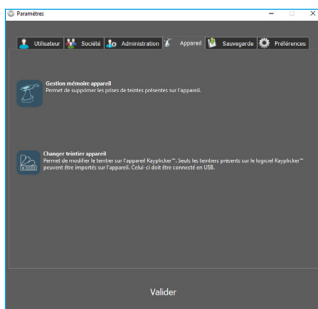 Paramètres
Utilisateur Société Administration Appareil Sauvegarde Préférences
Gestion mémoire appareil
Permet de supprimer les prises de teintes présentes sur l'appareil.
Changer teintier appareil
Permet de modifier le teintier sur l'appareil Rayplicker™. Seuls les teintiers présents sur le logiciel Rayplicker™
peuvent être importés sur l'appareil. Celui-ci doit être connecté en USB.
Valider